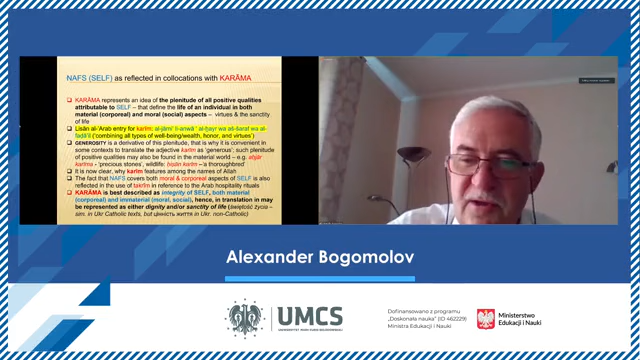 NAFS (SELF) as reflected in collocations with KARĀMA
KARĀMA represents an idea of the plenitude of all positive qualities
attributable to SELF – that define the life of an individual in both
material (corporeal) and moral (social) aspects – virtues & the sanctity
of life
Lisān al-ʿArab entry for karīm: al-jāmiʿ li-anwāʿ al-ḫayr wa aš-šarat wa al-
faḍāʾil ('combining all types of well-being/wealth, honor, and virtues')
GENEROSITY is a derivative of this plenitude, that is why it is convenient in
some contexts to translate the adjective karīm as 'generous'; such plenitude
of positive qualities may also be found in the material world – e.g. aḥjār
karīma – 'precious stones', wildlife: ḥiṣān karīm – 'a thoroughbred')
It is now clear, why karīm features among the names of Allah
The fact that NAFS covers both moral & corporeal aspects of SELF is also
reflected in the use of takrīm in reference to the Arab hospitality rituals
KARĀMA is best described as integrity of SELF, both material
(corporeal) and immaterial (moral, social), hence, in translation in may
be represented as either dignity and/or sanctity of life (świętość życia –
sim. in Ukr Catholic texts, but цінність життя in Ukr. non-Catholic)
Alexander Bogomolov
UMCS
UNIWERSYTET MARII CURIE-SKŁODOWSKIEJ
Dofinansowano z programu
„Doskonała nauka" (ID 462229)
Ministra Edukacji i Nauki
Ministerstwo
Edukacji i Nauki